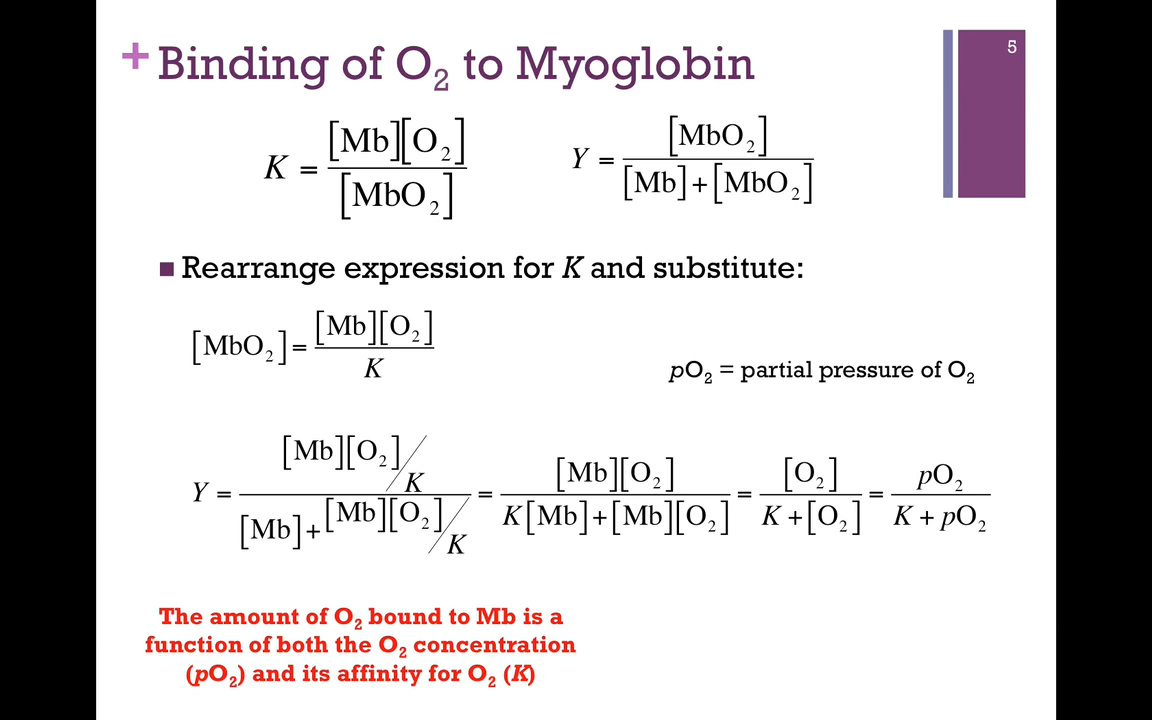 5
+ Binding of O₂ to Myoglobin
K = [Mb][O₂] / [MbO₂]
Y = [MbO₂] / [Mb] + [MbO₂]
■ Rearrange expression for K and substitute:
[MbO₂] = [Mb][O₂] / K
pO₂ = partial pressure of O₂
Y = [Mb][O₂]/K / [Mb] + [Mb][O₂]/K = [Mb][O₂] / K[Mb] + [Mb][O₂] = [O₂] / K + [O₂] = pO₂ / K + pO₂
The amount of O₂ bound to Mb is a
function of both the O₂ concentration
(pO₂) and its affinity for O₂ (K)